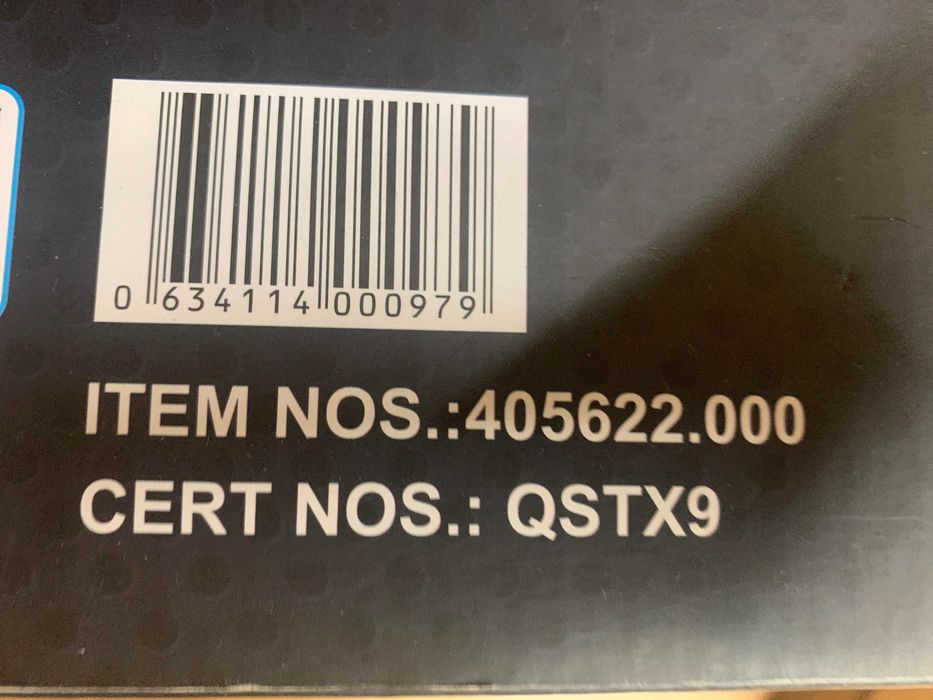 0 634114 000979
ITEM NOS.:405622.000
CERT NOS.: QSTX9